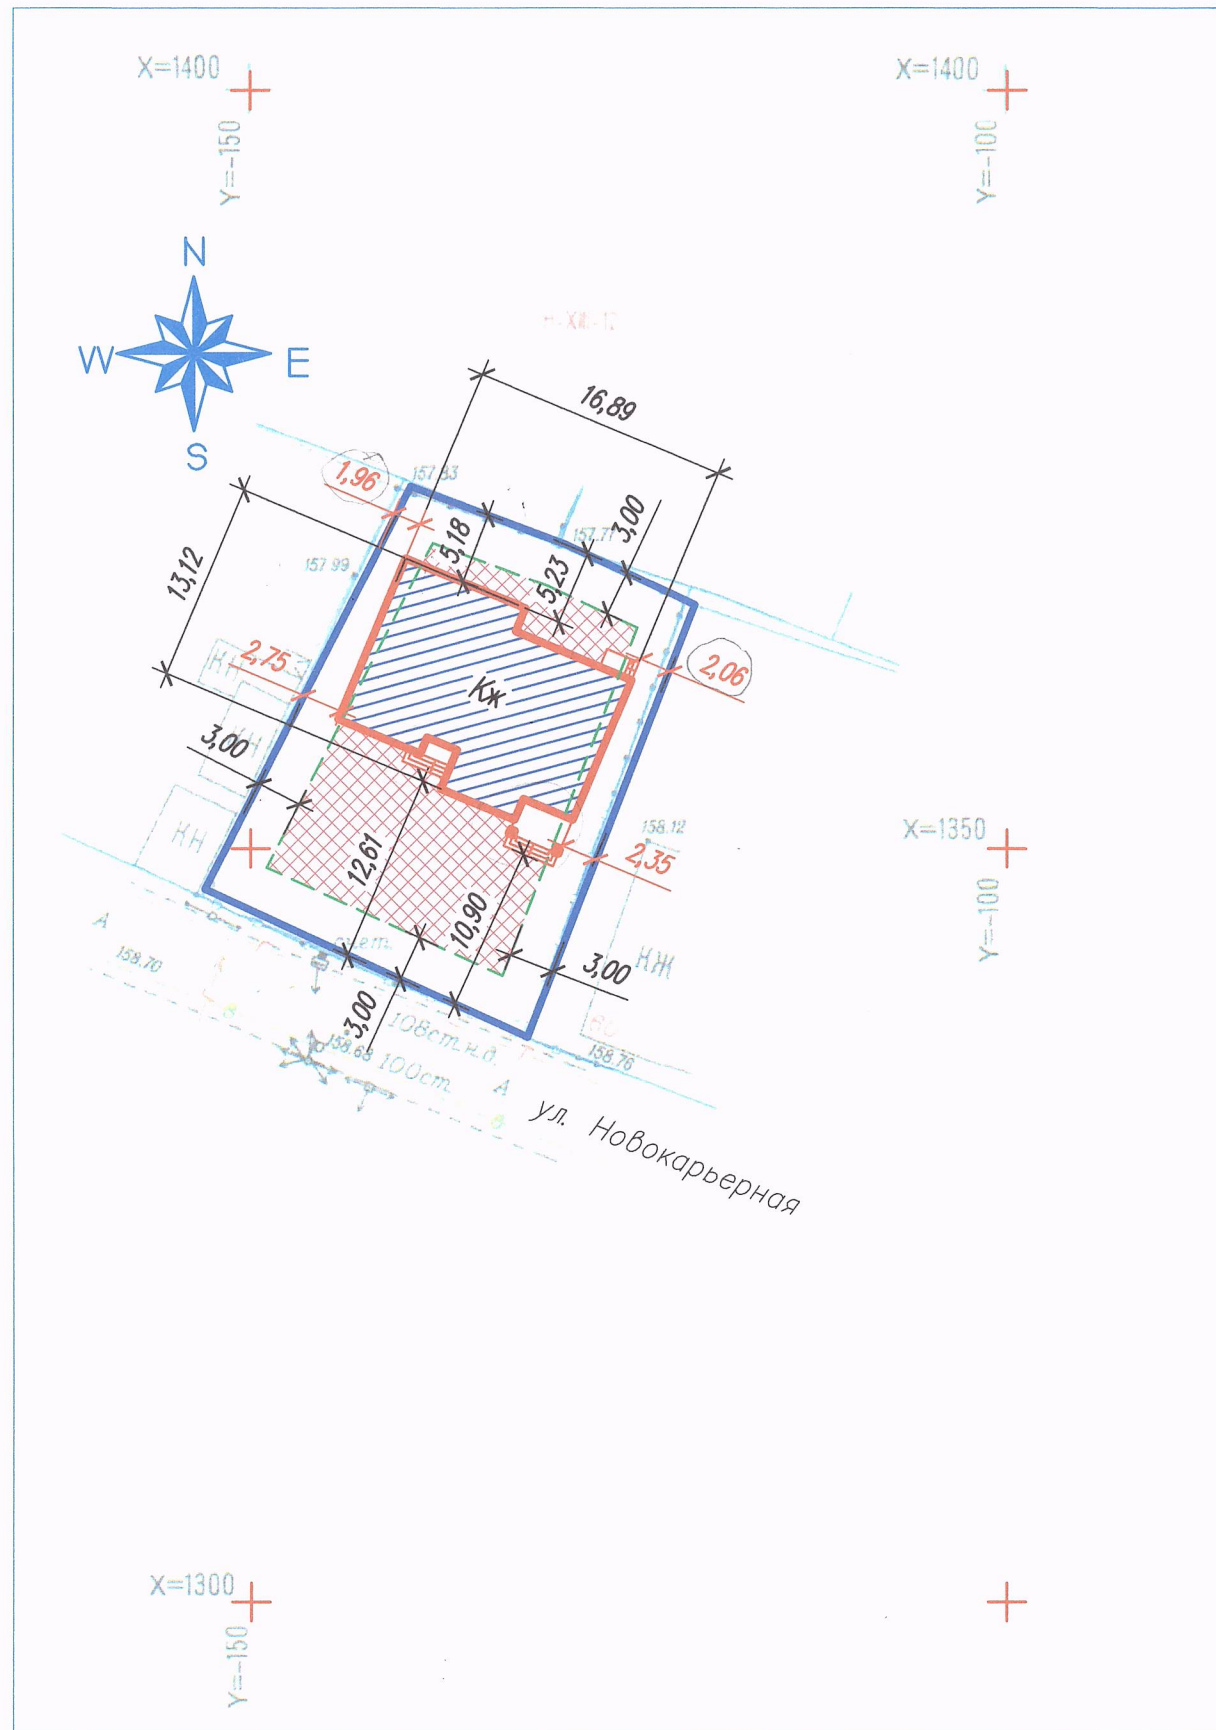 X=1400
X=1400
Y=-150
Y=-100
N
W E
S
16,89
1,96
157.83
3,00
5,18
157.77
13,12
157.99
5,23
2,75
КН
2,06
Кж
3,00
КН
158.12
X=1350
КН
12,61
2,35
Y=-100
А
10,90
158.70
КЖ
3,00
3,00
108ст.н.д.
158.68
100ст.
А
158.76
ул. Новокарьерная
X=1300
Y=-150